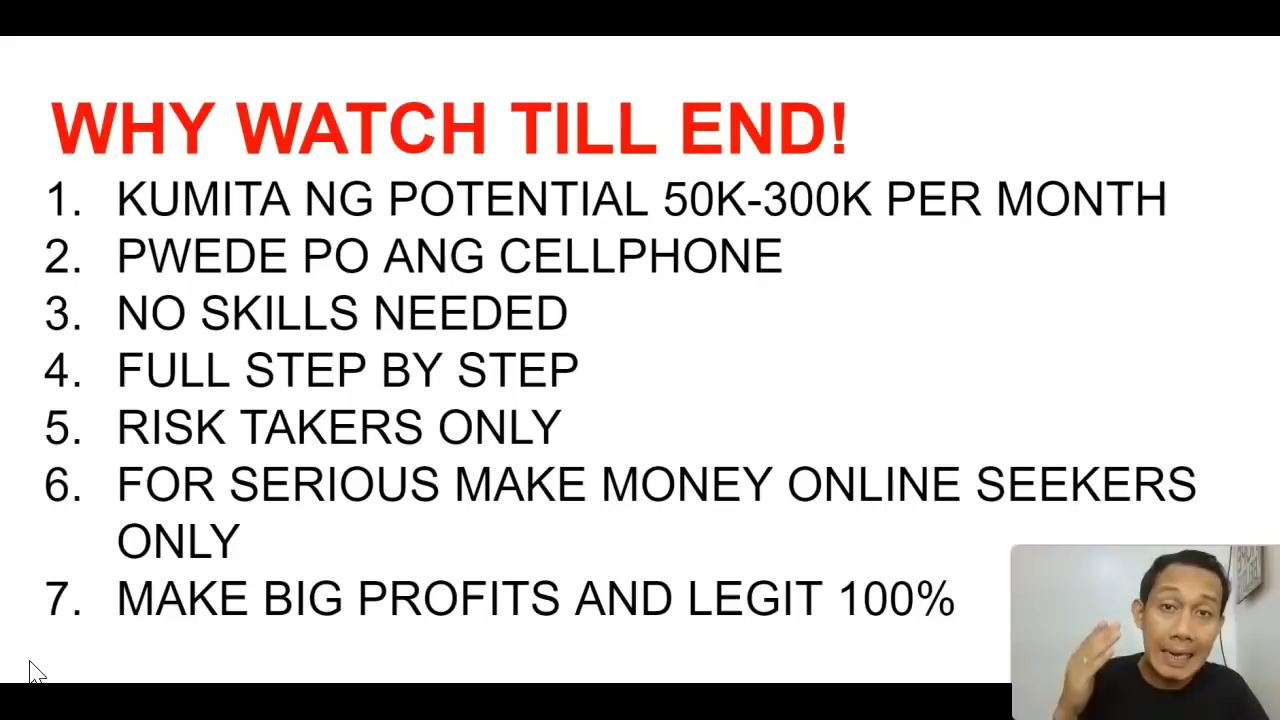 WHY WATCH TILL END!
1. KUMITA NG POTENTIAL 50K-300K PER MONTH
2. PWEDE PO ANG CELLPHONE
3. NO SKILLS NEEDED
4. FULL STEP BY STEP
5. RISK TAKERS ONLY
6. FOR SERIOUS MAKE MONEY ONLINE SEEKERS
ONLY
7. MAKE BIG PROFITS AND LEGIT 100%